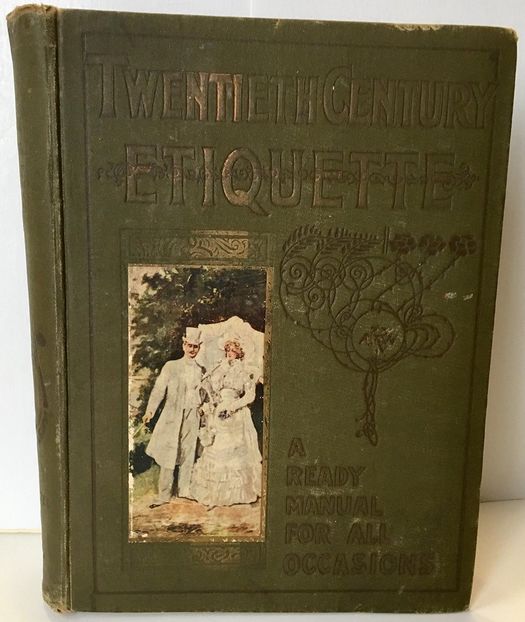 TWENTIETH CENTURY
ETIQUETTE
A
READY
MANUAL
FOR ALL
OCCASIONS